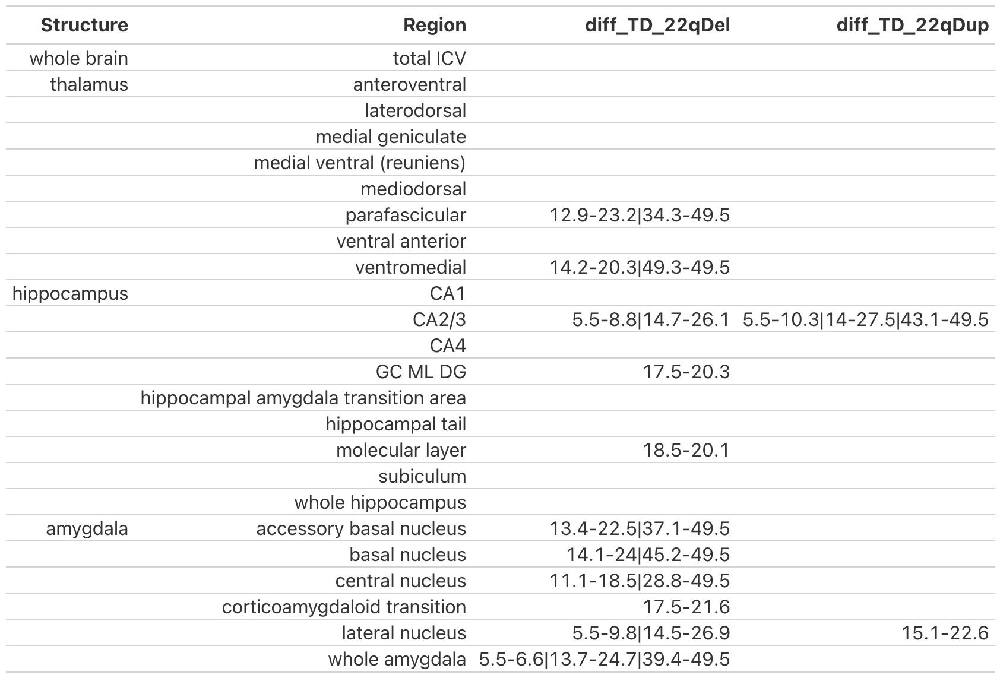 Structure Region diff_TD_22qDel diff_TD_22qDup
whole brain total ICV
thalamus anteroventral
laterodorsal
medial geniculate
medial ventral (reuniens)
mediodorsal
parafascicular 12.9-23.2|34.3-49.5
ventral anterior
ventromedial 14.2-20.3|49.3-49.5
hippocampus CA1
CA2/3 5.5-8.8|14.7-26.1 5.5-10.3|14-27.5|43.1-49.5
CA4
GC ML DG 17.5-20.3
hippocampal amygdala transition area
hippocampal tail
molecular layer 18.5-20.1
subiculum
whole hippocampus
amygdala accessory basal nucleus 13.4-22.5|37.1-49.5
basal nucleus 14.1-24|45.2-49.5
central nucleus 11.1-18.5|28.8-49.5
corticoamygdaloid transition 17.5-21.6
lateral nucleus 5.5-9.8|14.5-26.9 15.1-22.6
whole amygdala 5.5-6.6|13.7-24.7|39.4-49.5